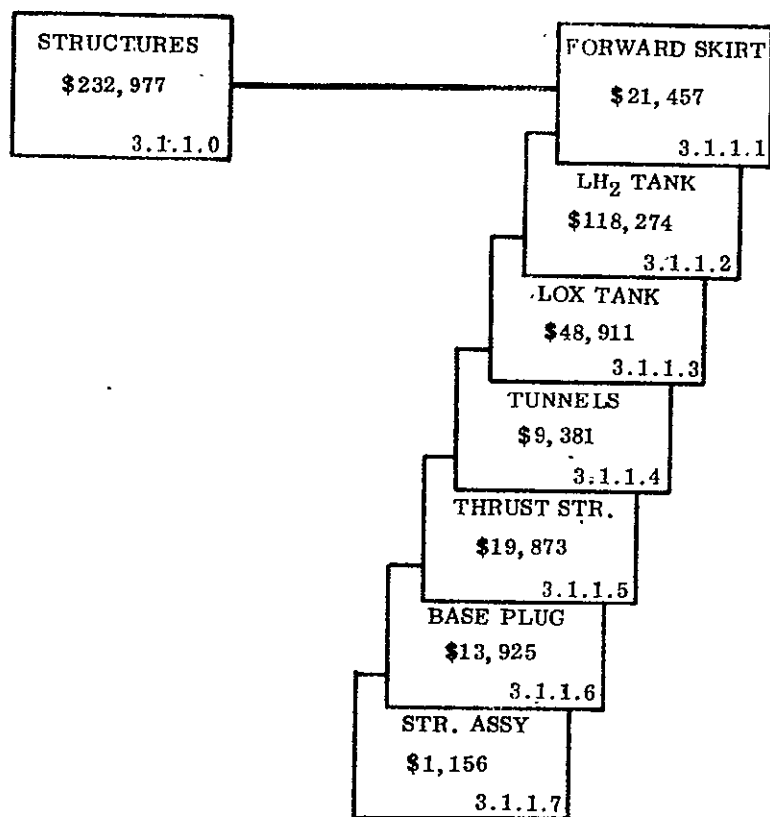 STRUCTURES
$232,977
3.1.1.0
FORWARD SKIRT
$21,457
3.1.1.1
LH₂ TANK
$118,274
3.1.1.2
LOX TANK
$48,911
3.1.1.3
TUNNELS
$9,381
3.1.1.4
THRUST STR.
$19,873
3.1.1.5
BASE PLUG
$13,925
3.1.1.6
STR. ASSY
$1,156
3.1.1.7